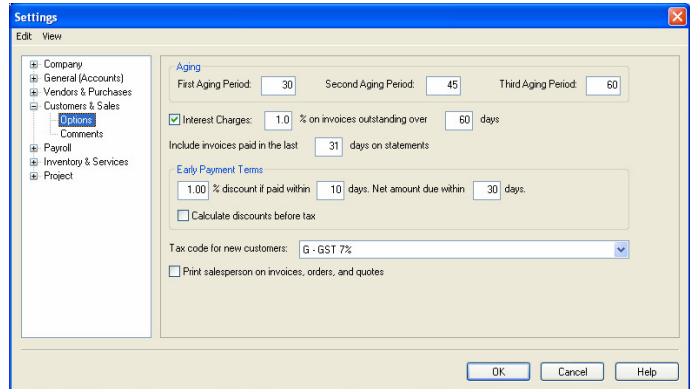 Settings
Edit View
Company
General (Accounts)
Vendors & Purchases
Customers & Sales
Options
Comments
Payroll
Inventory & Services
Project
Aging
First Aging Period: 30 Second Aging Period: 45 Third Aging Period: 60
Interest Charges: 1.0 % on invoices outstanding over 60 days
Include invoices paid in the last 31 days on statements
Early Payment Terms
1.00 % discount if paid within 10 days. Net amount due within 30 days.
Calculate discounts before tax
Tax code for new customers: G - GST 7%
Print salesperson on invoices, orders, and quotes
OK Cancel Help